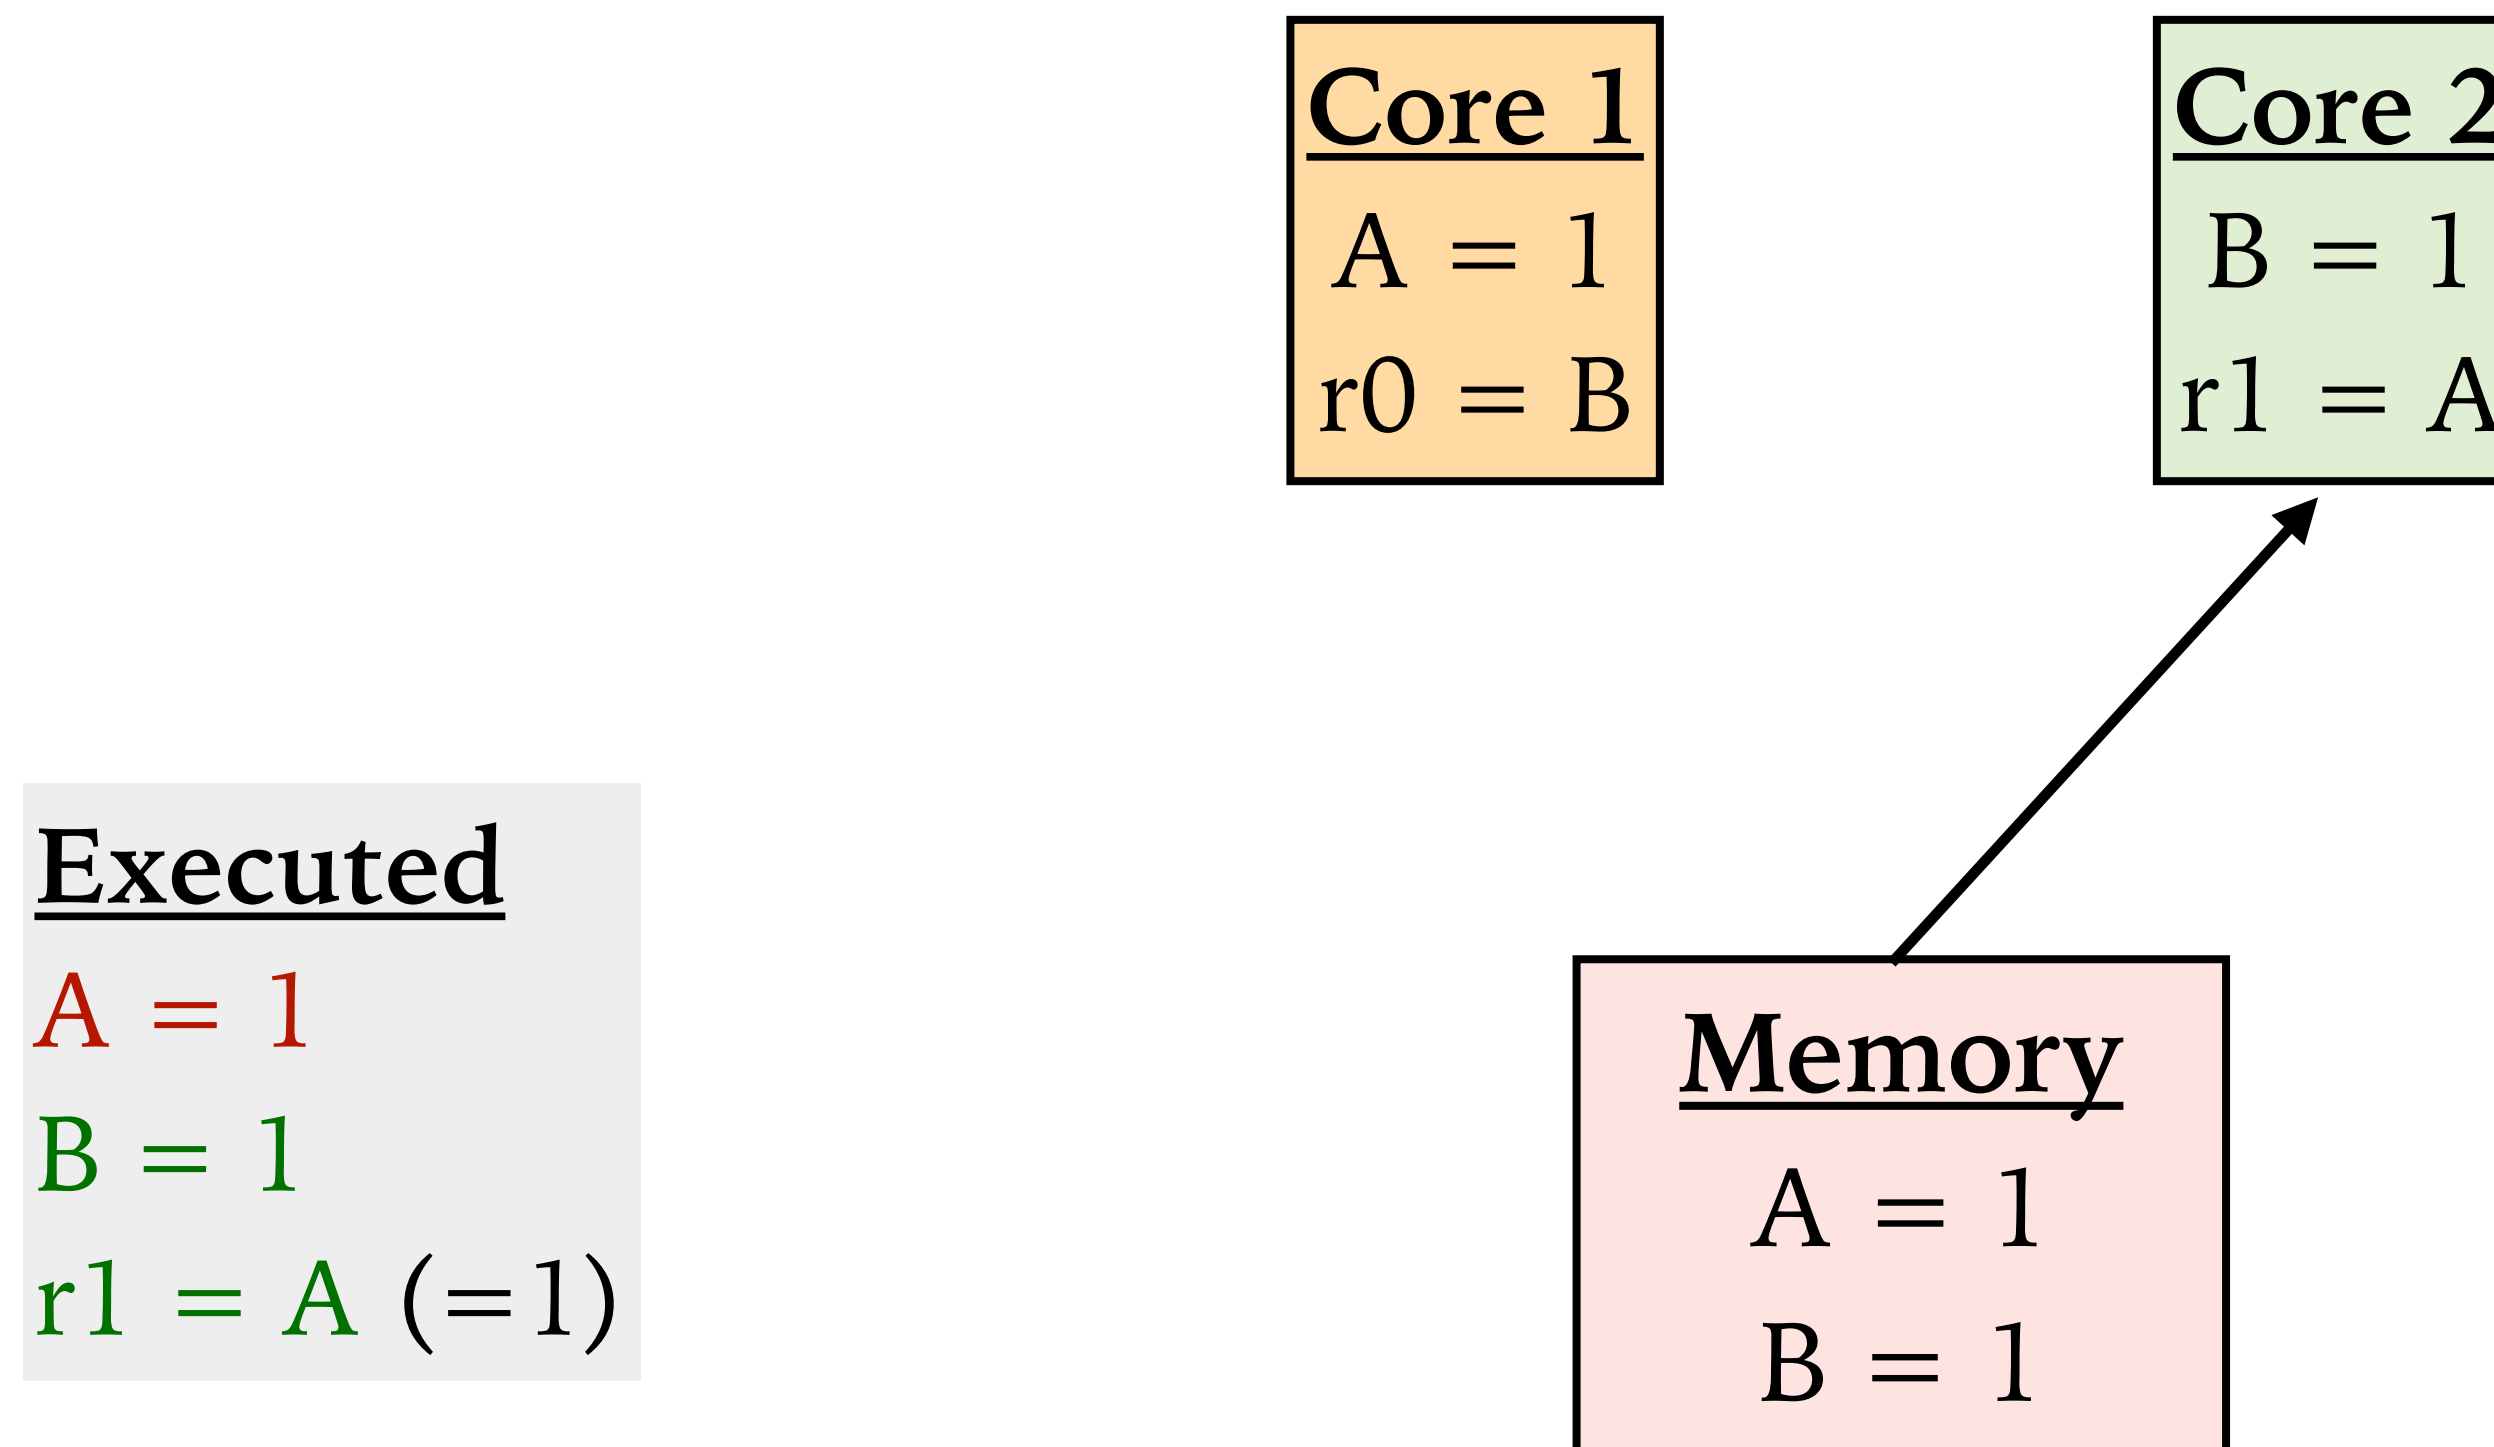 Core 1
A = 1
r0 = B
Core 2
B = 1
r1 = A
Executed
A = 1
B = 1
r1 = A (=1)
Memory
A = 1
B = 1